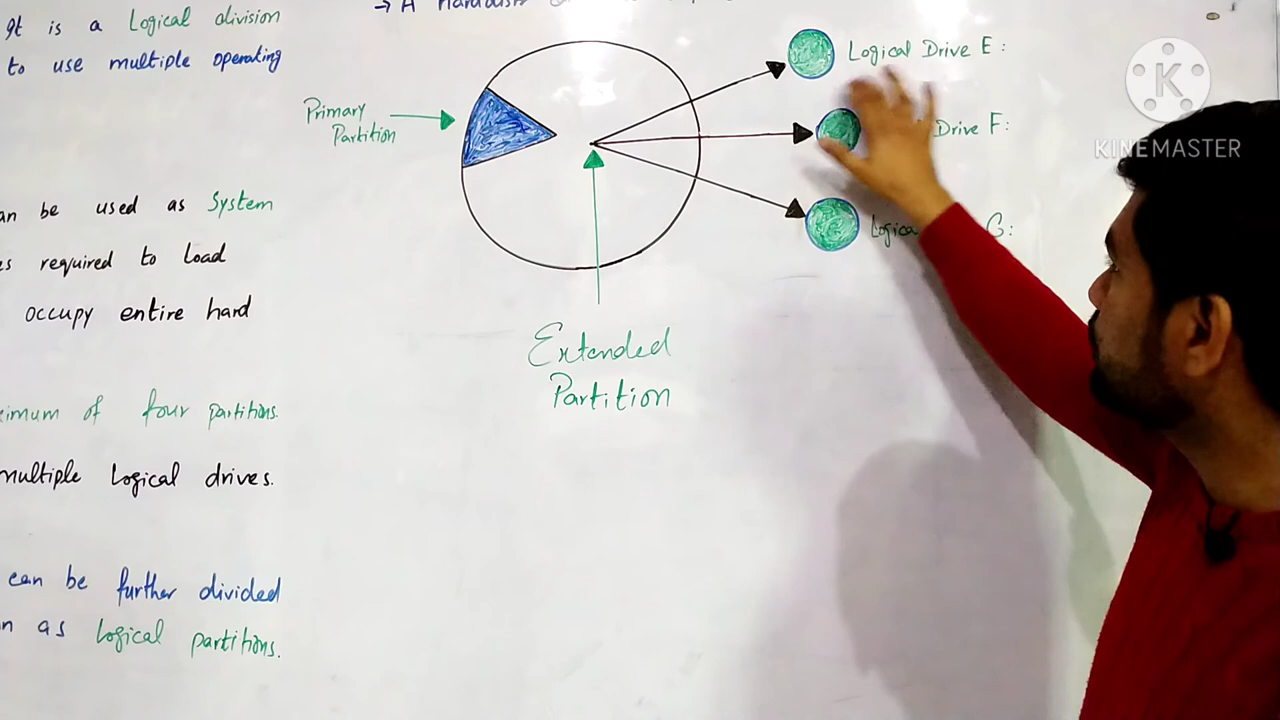 It is a Logical division
to use multiple operating
can be used as System
required to Load
occupy entire hard
of four partitions.
multiple Logical drives.
can be further divided
as Logical partitions.
→ A
Primary
Partition
Extended
Partition
Logical Drive E:
Drive F:
G:
K
KINEMASTER